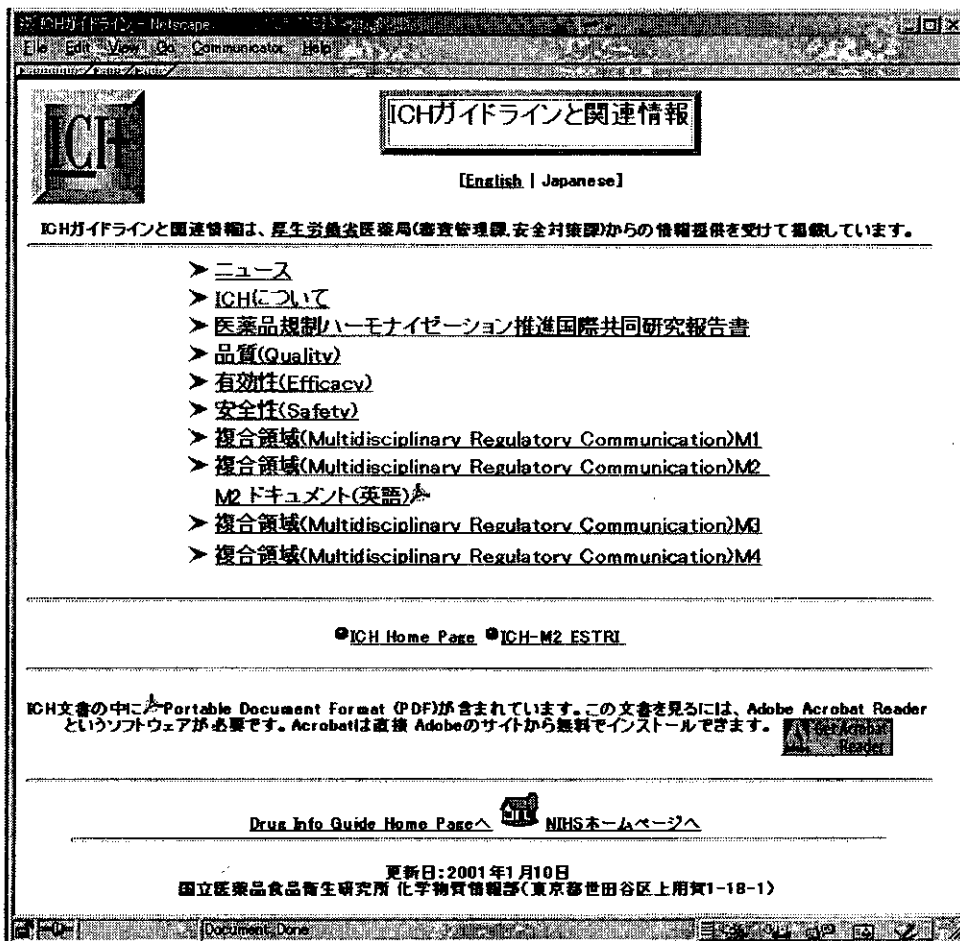 ICHガイドライン - Netscape
File Edit View Go Communicator Help
ICH
ICHガイドラインと関連情報
[English | Japanese]
ICHガイドラインと関連情報は、厚生労働省医薬局(審査管理課,安全対策課)からの情報提供を受けて掲載しています。
➤ ニュース
➤ ICHについて
➤ 医薬品規制ハーモナイゼーション推進国際共同研究報告書
➤ 品質(Quality)
➤ 有効性(Efficacy)
➤ 安全性(Safety)
➤ 複合領域(Multidisciplinary Regulatory Communication)M1
➤ 複合領域(Multidisciplinary Regulatory Communication)M2
M2 ドキュメント(英語)
➤ 複合領域(Multidisciplinary Regulatory Communication)M3
➤ 複合領域(Multidisciplinary Regulatory Communication)M4
ICH Home Page ICH-M2 ESTRI
ICH文書の中にPortable Document Format (PDF)が含まれています。この文書を見るには、Adobe Acrobat Reader
というソフトウェアが必要です。Acrobatは直接 Adobeのサイトから無料でインストールできます。
Get Acrobat
Reader
Drug Info Guide Home Pageへ NIHSホームページへ
更新日:2001年1月10日
国立医薬品食品衛生研究所 化学物質情報部(東京都世田谷区上用賀1-18-1)
Document: Done